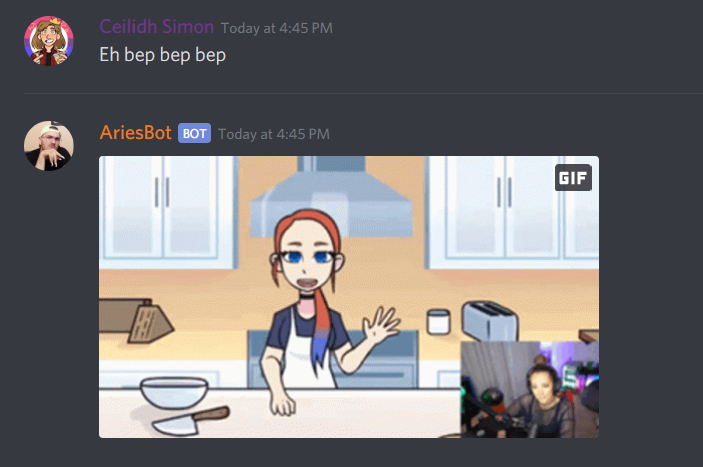 Ceilidh Simon Today at 4:45 PM
Eh bep bep bep
AriesBot BOT Today at 4:45 PM
GIF